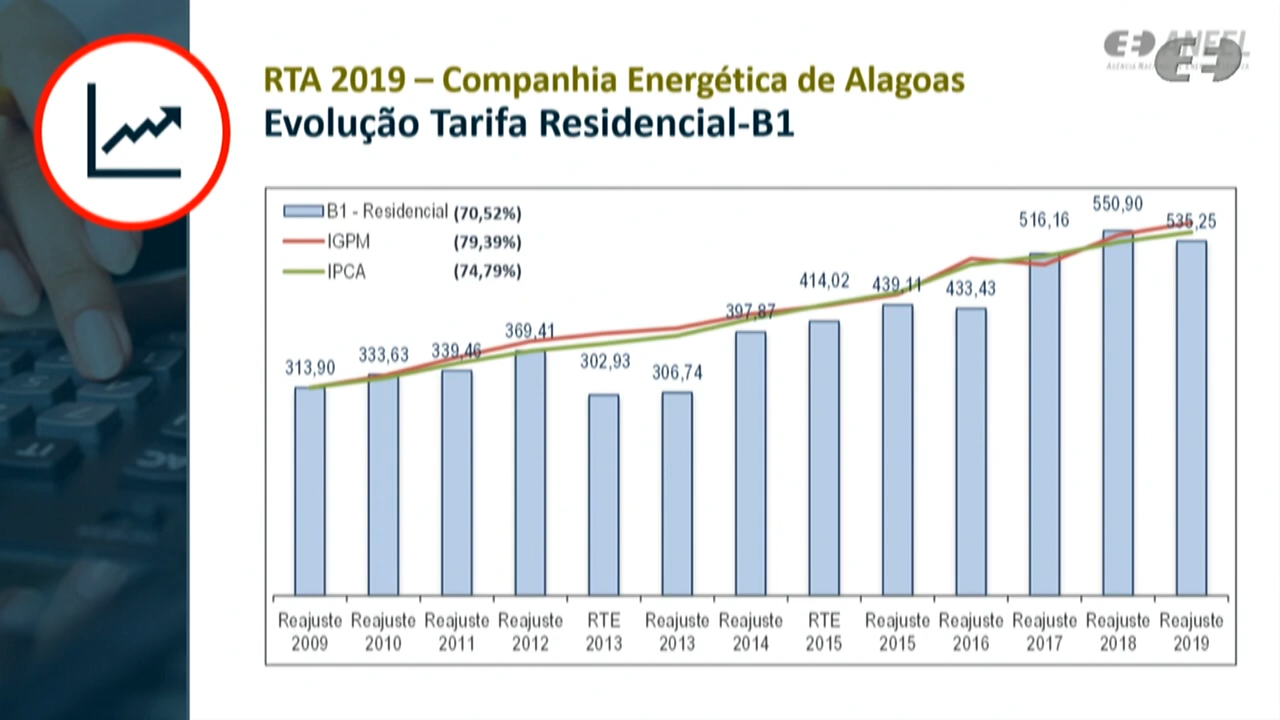 ANEEL
RTA 2019 – Companhia Energética de Alagoas
Evolução Tarifa Residencial-B1
B1 - Residencial (70,52%)
IGPM (79,39%)
IPCA (74,79%)
313,90
333,63
339,46
369,41
302,93
306,74
397,87
414,02
439,11
433,43
516,16
550,90
535,25
Reajuste 2009
Reajuste 2010
Reajuste 2011
Reajuste 2012
RTE 2013
Reajuste 2013
Reajuste 2014
RTE 2015
Reajuste 2015
Reajuste 2016
Reajuste 2017
Reajuste 2018
Reajuste 2019